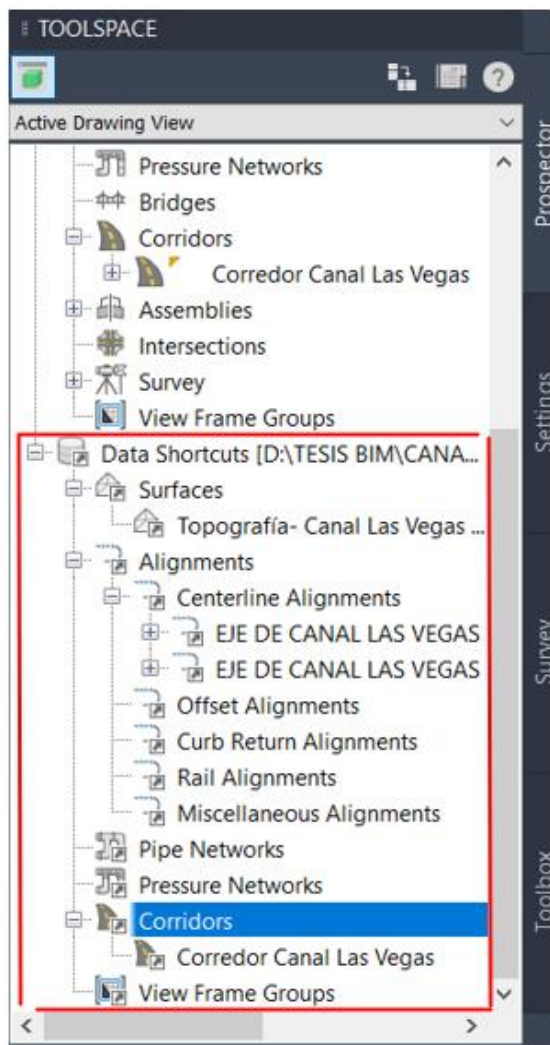 TOOLSPACE
Active Drawing View
Pressure Networks
Bridges
Corridors
Corredor Canal Las Vegas
Assemblies
Intersections
Survey
View Frame Groups
Data Shortcuts [D:\TESIS BIM\CANA...
Surfaces
Topografía- Canal Las Vegas ...
Alignments
Centerline Alignments
EJE DE CANAL LAS VEGAS
EJE DE CANAL LAS VEGAS
Offset Alignments
Curb Return Alignments
Rail Alignments
Miscellaneous Alignments
Pipe Networks
Pressure Networks
Corridors
Corredor Canal Las Vegas
View Frame Groups
Prospector
Settings
Survey
Toolbox